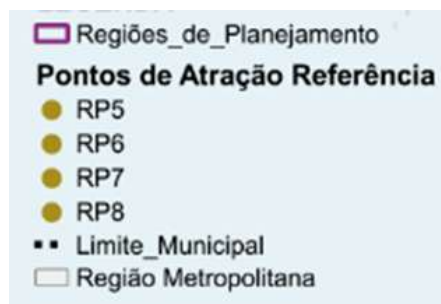 Regiões_de_Planejamento
Pontos de Atração Referência
RP5
RP6
RP7
RP8
Limite_Municipal
Região Metropolitana